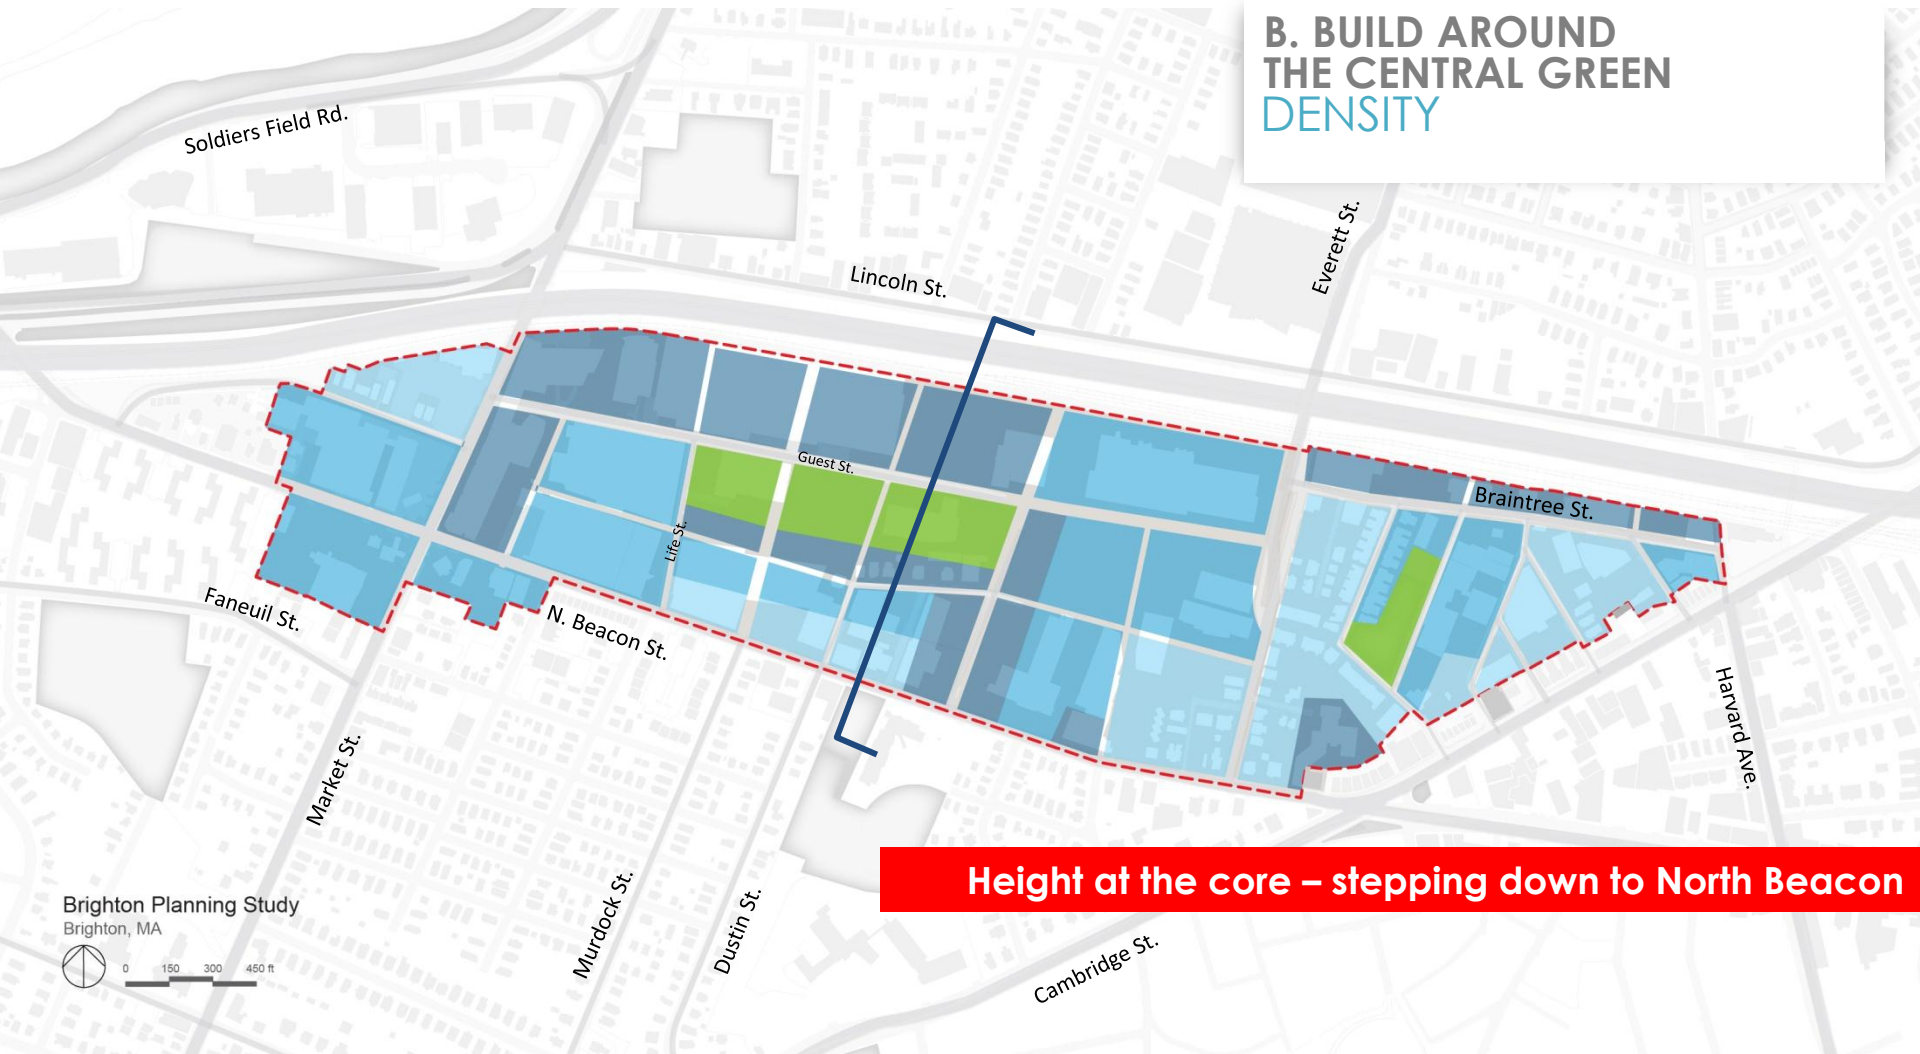 B. BUILD AROUND
THE CENTRAL GREEN
DENSITY
Soldiers Field Rd.
Everett St.
Lincoln St.
Guest St.
Braintree St.
Life St.
Faneuil St.
N. Beacon St.
Harvard Ave.
Market St.
Height at the core – stepping down to North Beacon
Brighton Planning Study
Brighton, MA
Murdock St.
Dustin St.
Cambridge St.
0 150 300 450 ft